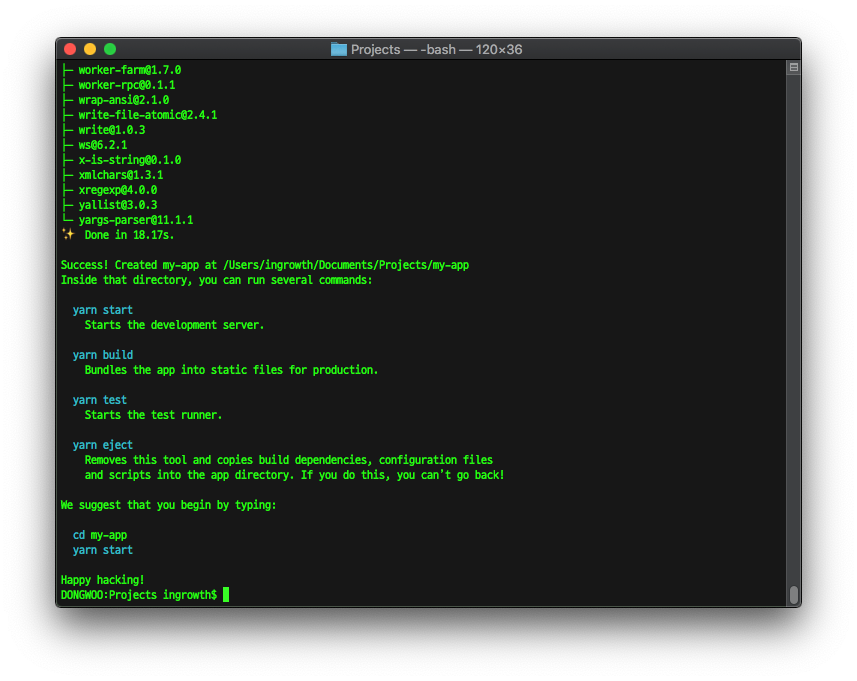 Projects — -bash — 120×36
├─ worker-farm@1.7.0
├─ worker-rpc@0.1.1
├─ wrap-ansi@2.1.0
├─ write-file-atomic@2.4.1
├─ write@1.0.3
├─ ws@6.2.1
├─ x-is-string@0.1.0
├─ xmlchars@1.3.1
├─ xregexp@4.0.0
├─ yallist@3.0.3
└─ yargs-parser@11.1.1
✨ Done in 18.17s.
Success! Created my-app at /Users/ingrowth/Documents/Projects/my-app
Inside that directory, you can run several commands:
yarn start
Starts the development server.
yarn build
Bundles the app into static files for production.
yarn test
Starts the test runner.
yarn eject
Removes this tool and copies build dependencies, configuration files
and scripts into the app directory. If you do this, you can’t go back!
We suggest that you begin by typing:
cd my-app
yarn start
Happy hacking!
DONGWOO:Projects ingrowth$